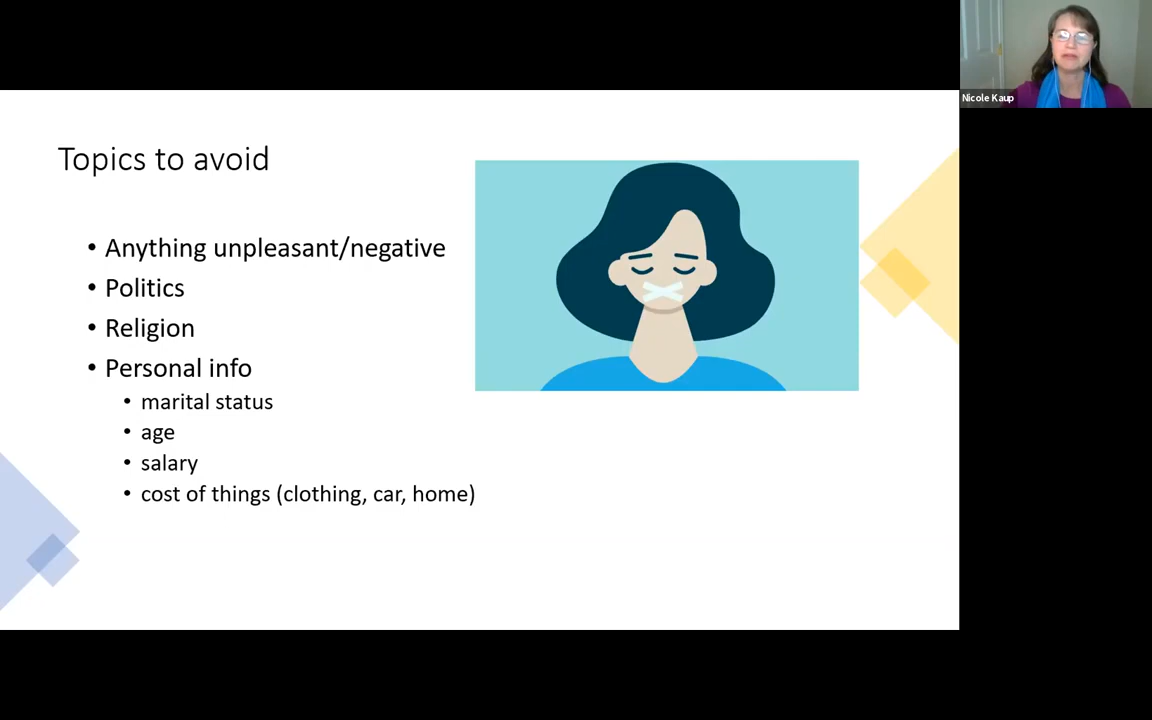 Nicole Kaup
Topics to avoid
• Anything unpleasant/negative
• Politics
• Religion
• Personal info
• marital status
• age
• salary
• cost of things (clothing, car, home)